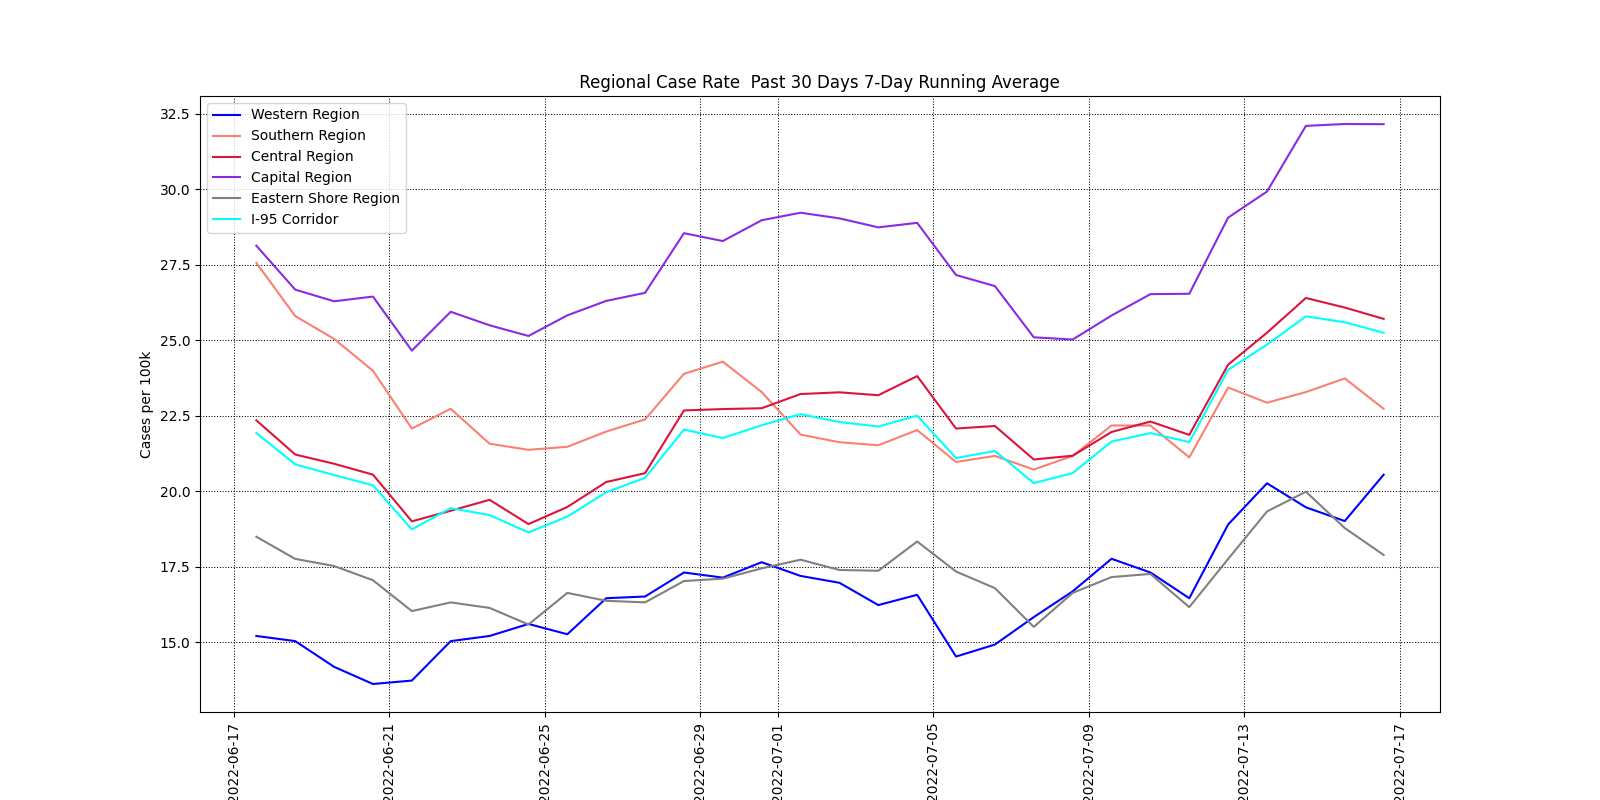 Regional Case Rate  Past 30 Days 7-Day Running Average
32.5
30.0
27.5
25.0
22.5
20.0
17.5
15.0
Cases per 100k
Western Region
Southern Region
Central Region
Capital Region
Eastern Shore Region
I-95 Corridor
2022-06-17
2022-06-21
2022-06-25
2022-06-29
2022-07-01
2022-07-05
2022-07-09
2022-07-13
2022-07-17